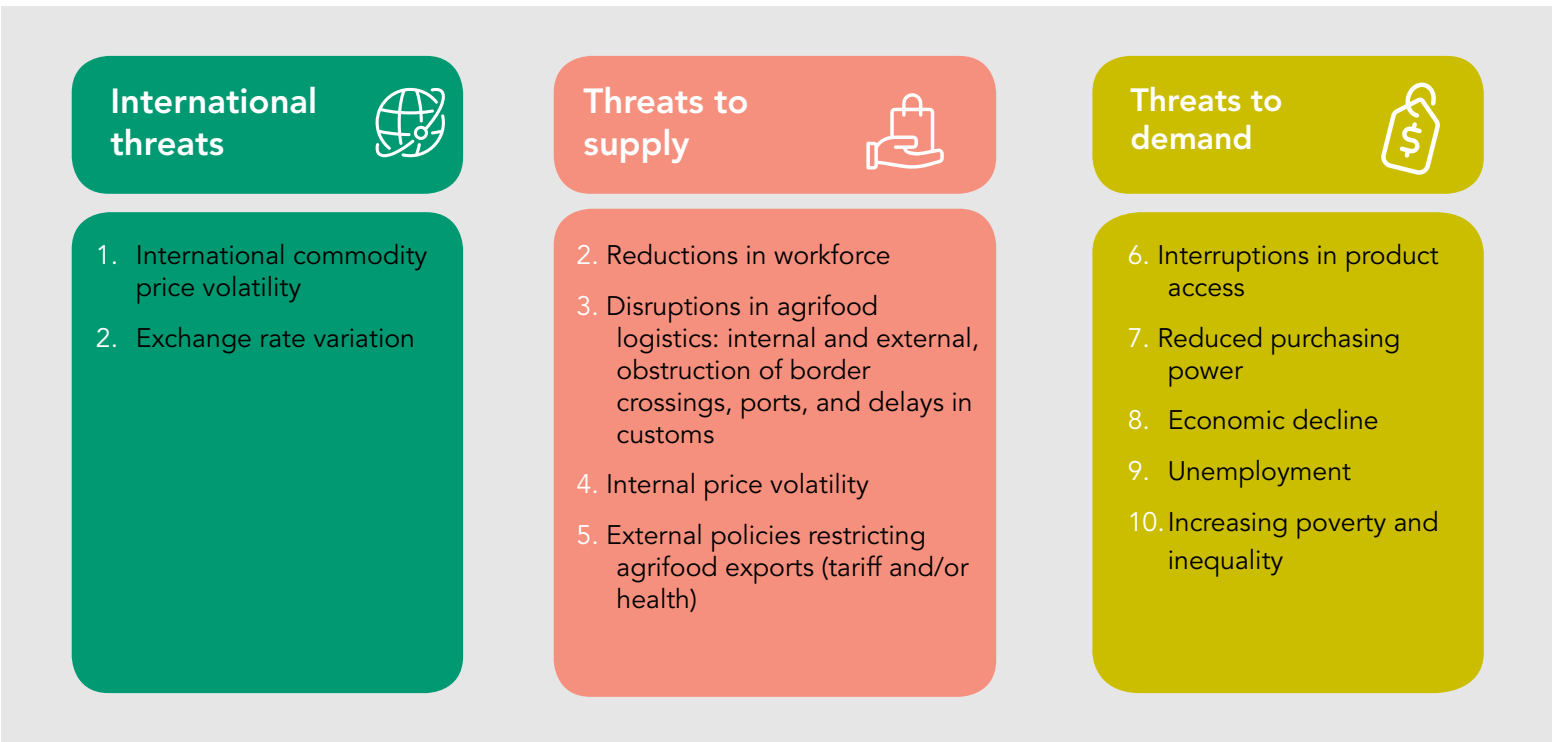 International
threats
1. International commodity
price volatility
2. Exchange rate variation
Threats to
supply
2. Reductions in workforce
3. Disruptions in agrifood
logistics: internal and external,
obstruction of border
crossings, ports, and delays in
customs
4. Internal price volatility
5. External policies restricting
agrifood exports (tariff and/or
health)
Threats to
demand
$
6. Interruptions in product
access
7. Reduced purchasing
power
8. Economic decline
9. Unemployment
10. Increasing poverty and
inequality